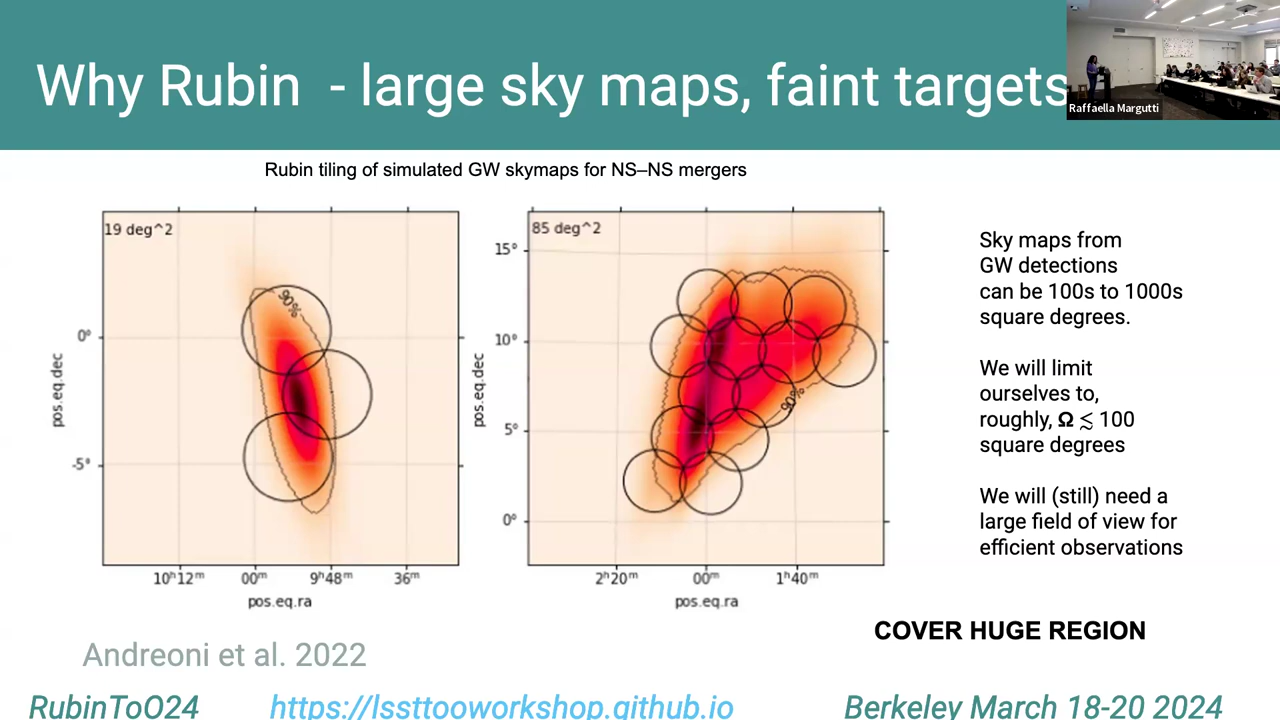 Why Rubin - large sky maps, faint targets
Raffaella Margutti
Rubin tiling of simulated GW skymaps for NS–NS mergers
19 deg^2
90%
0°
-5°
pos.eq.dec
10ʰ12ᵐ 00ᵐ 9ʰ48ᵐ 36ᵐ
pos.eq.ra
85 deg^2
90%
15°
10°
5°
0°
pos.eq.dec
2ʰ20ᵐ 00ᵐ 1ʰ40ᵐ
pos.eq.ra
Sky maps from
GW detections
can be 100s to 1000s
square degrees.
We will limit
ourselves to,
roughly, Ω ≲ 100
square degrees
We will (still) need a
large field of view for
efficient observations
COVER HUGE REGION
Andreoni et al. 2022
RubinToO24 https://lssttooworkshop.github.io Berkeley March 18-20 2024